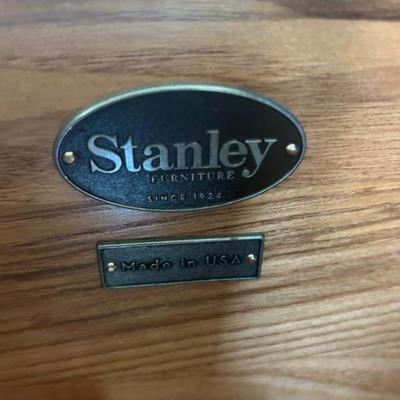 Stanley
FURNITURE
SINCE 1924
Made in USA